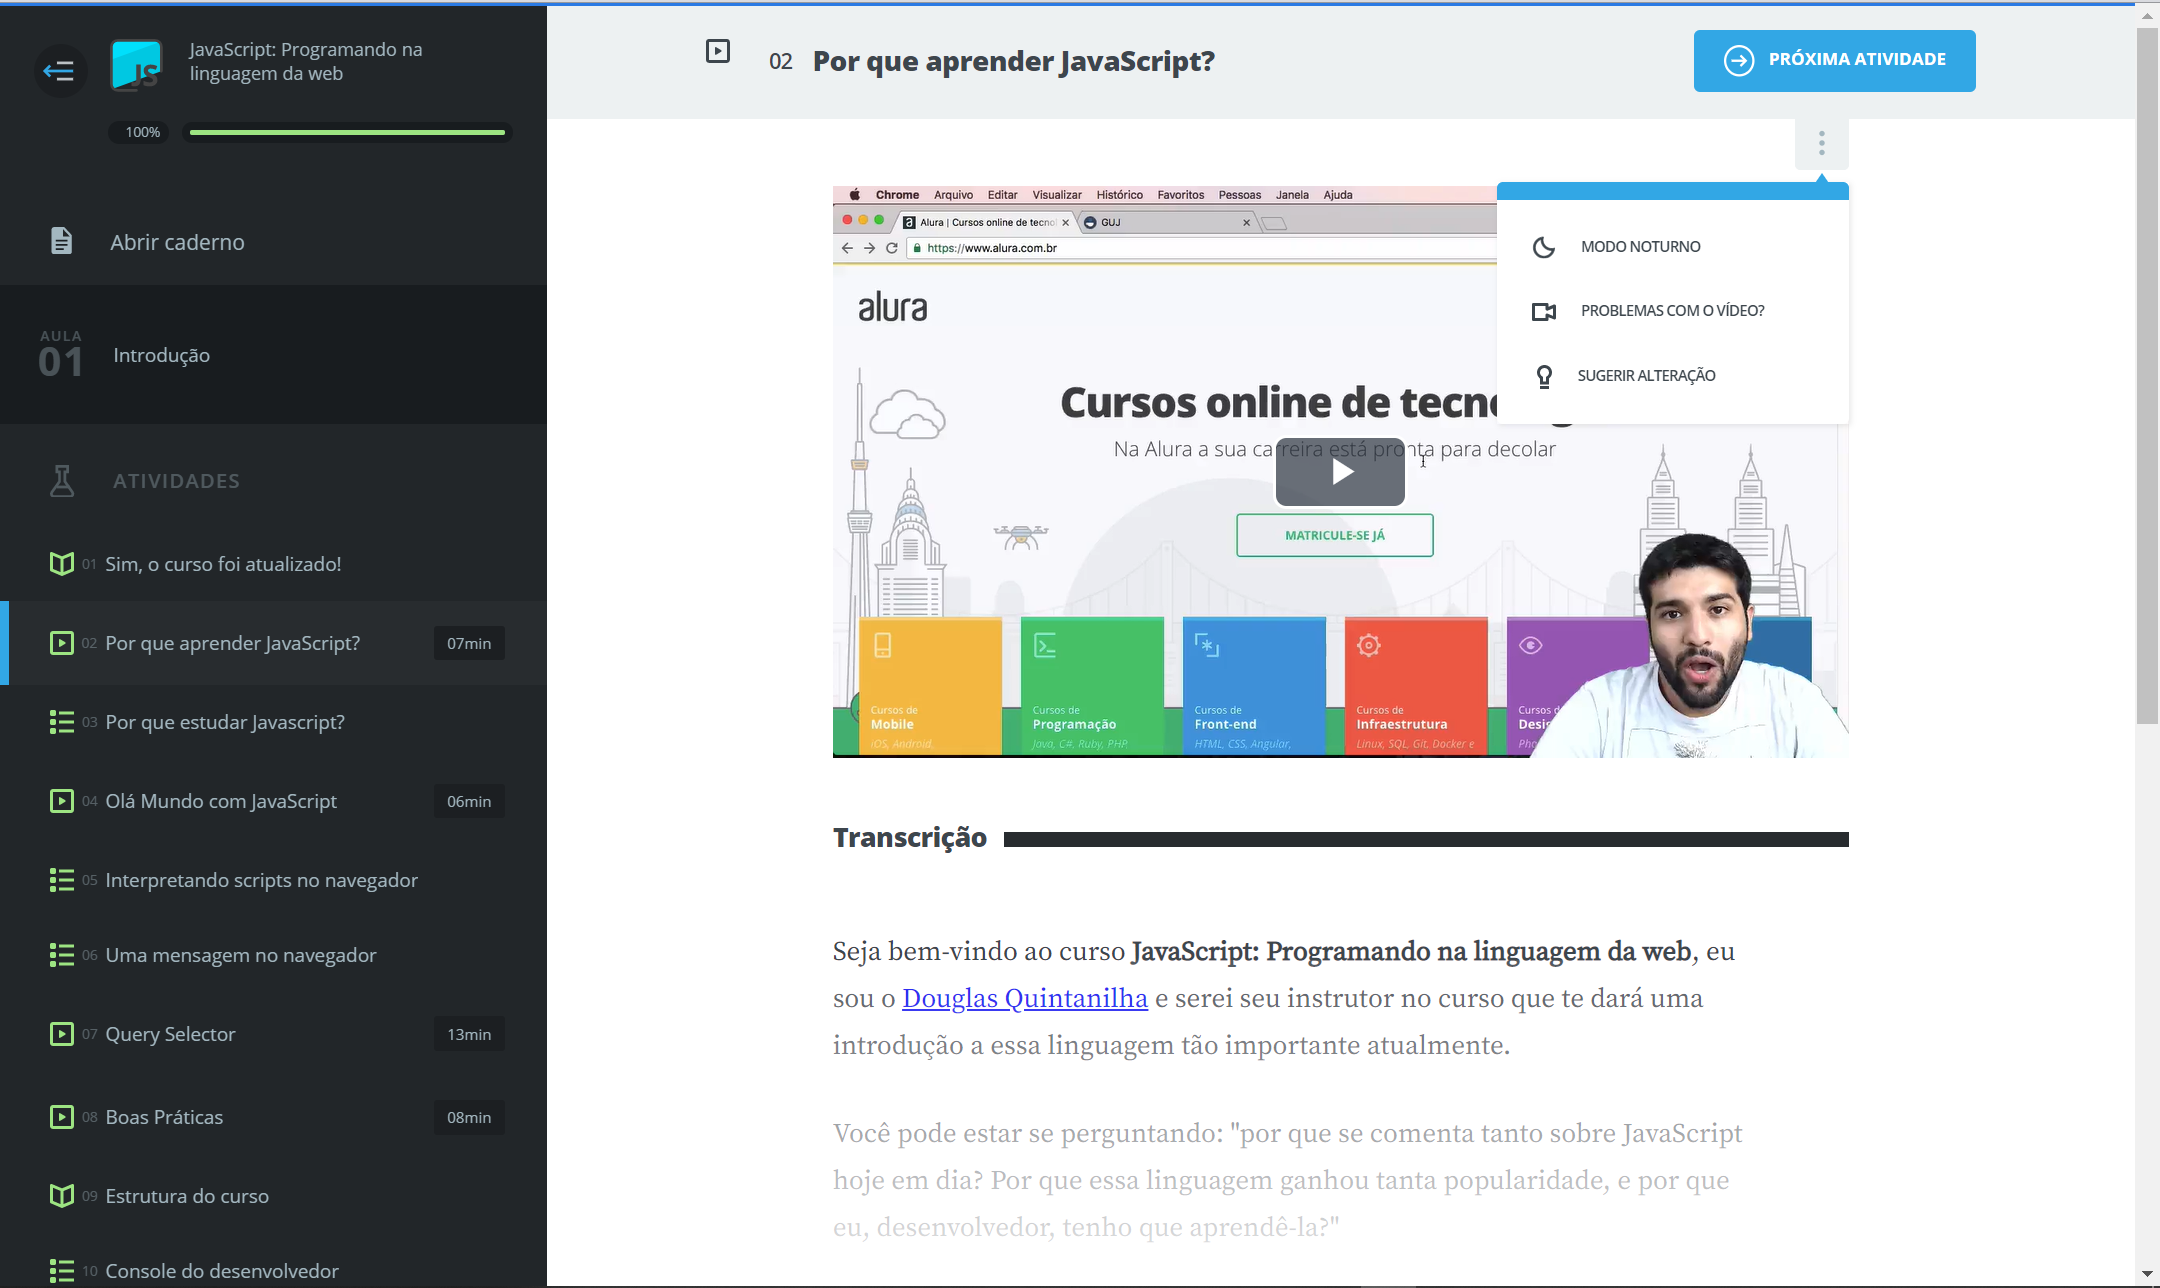 JavaScript: Programando na
linguagem da web
100%
Abrir caderno
AULA
01
Introdução
ATIVIDADES
01 Sim, o curso foi atualizado!
02 Por que aprender JavaScript? 07min
03 Por que estudar Javascript?
04 Olá Mundo com JavaScript 06min
05 Interpretando scripts no navegador
06 Uma mensagem no navegador
07 Query Selector 13min
08 Boas Práticas 08min
09 Estrutura do curso
10 Console do desenvolvedor
02 Por que aprender JavaScript?
PRÓXIMA ATIVIDADE
Chrome Arquivo Editar Visualizar Histórico Favoritos Pessoas Janela Ajuda
Alura | Cursos online de tecno
GUJ
https://www.alura.com.br
alura
MODO NOTURNO
PROBLEMAS COM O VÍDEO?
SUGERIR ALTERAÇÃO
Cursos online de tecn
Na Alura a sua carreira está pronta para decolar
MATRICULE-SE JÁ
Cursos de
Mobile
iOS, Android,
Cursos de
Programação
Java, C#, Ruby, PHP,
Cursos de
Front-end
HTML, CSS, Angular,
Cursos de
Infraestrutura
Linux, SQL, Git, Docker e
Cursos d
Desig
Pho
Transcrição
Seja bem-vindo ao curso JavaScript: Programando na linguagem da web, eu
sou o Douglas Quintanilha e serei seu instrutor no curso que te dará uma
introdução a essa linguagem tão importante atualmente.
Você pode estar se perguntando: "por que se comenta tanto sobre JavaScript
hoje em dia? Por que essa linguagem ganhou tanta popularidade, e por que
eu, desenvolvedor, tenho que aprendê-la?"